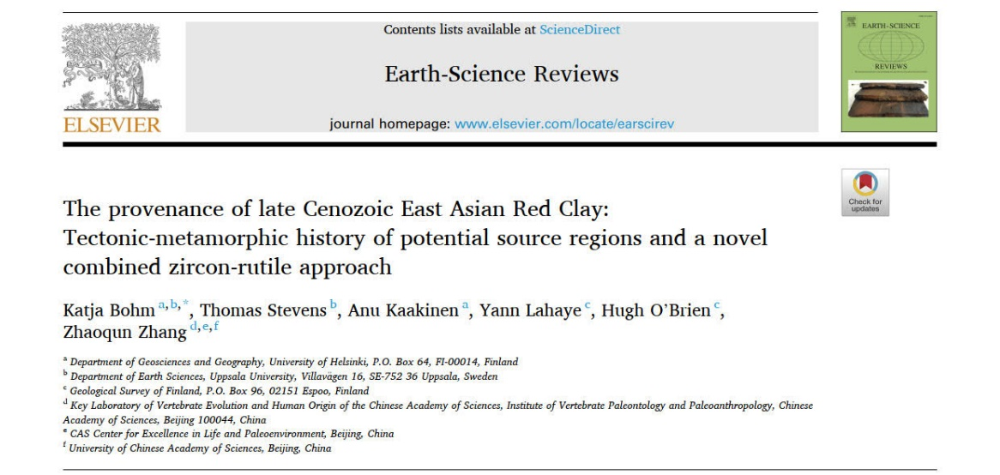 Contents lists available at ScienceDirect
Earth-Science Reviews
journal homepage: www.elsevier.com/locate/earscirev
ELSEVIER
EARTH-SCIENCE
REVIEWS
Check for
updates
The provenance of late Cenozoic East Asian Red Clay:
Tectonic-metamorphic history of potential source regions and a novel
combined zircon-rutile approach
Katja Bohm a,b,*, Thomas Stevens b, Anu Kaakinen a, Yann Lahaye c, Hugh O’Brien c,
Zhaoqun Zhang d,e,f
a Department of Geosciences and Geography, University of Helsinki, P.O. Box 64, FI-00014, Finland
b Department of Earth Sciences, Uppsala University, Villavägen 16, SE-752 36 Uppsala, Sweden
c Geological Survey of Finland, P.O. Box 96, 02151 Espoo, Finland
d Key Laboratory of Vertebrate Evolution and Human Origin of the Chinese Academy of Sciences, Institute of Vertebrate Paleontology and Paleoanthropology, Chinese
Academy of Sciences, Beijing 100044, China
e CAS Center for Excellence in Life and Paleoenvironment, Beijing, China
f University of Chinese Academy of Sciences, Beijing, China